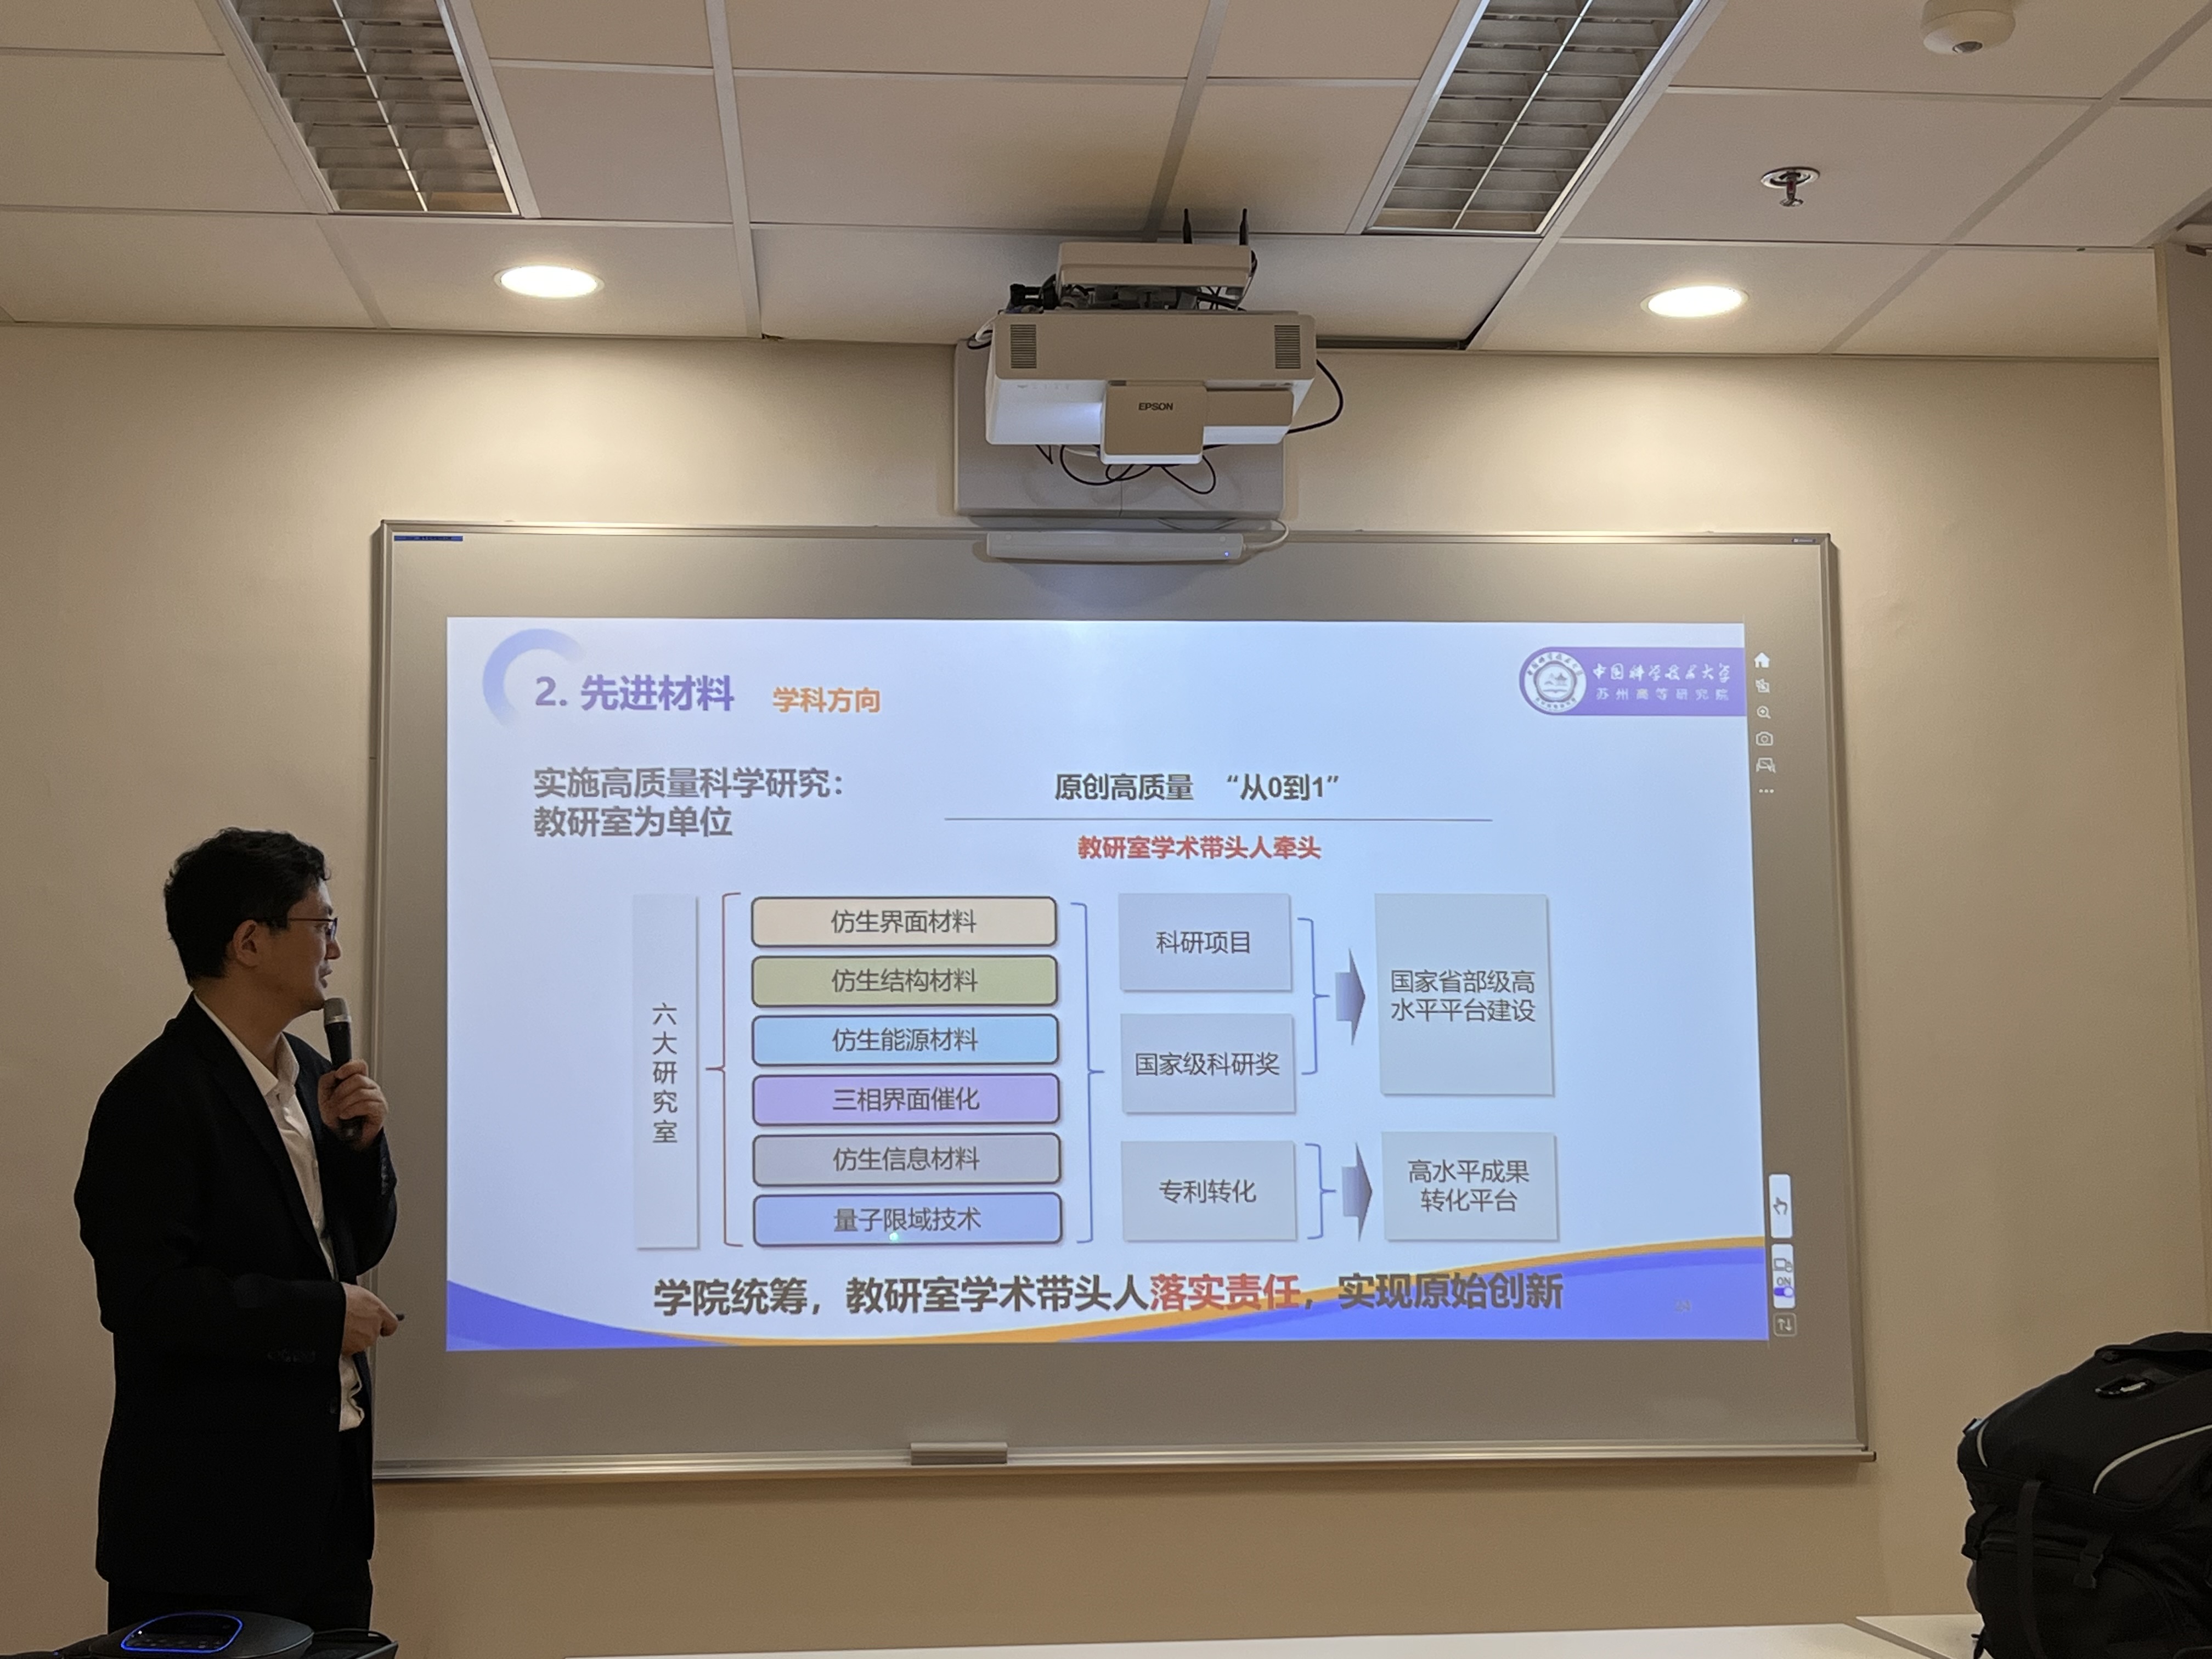 EPSON
2. 先进材料 学科方向
中国科学技术大学
苏州高等研究院
实施高质量科学研究：
教研室为单位
原创高质量 “从0到1”
教研室学术带头人牵头
六大研究室
仿生界面材料
仿生结构材料
仿生能源材料
三相界面催化
仿生信息材料
量子限域技术
科研项目
国家级科研奖
专利转化
国家省部级高
水平平台建设
高水平成果
转化平台
学院统筹，教研室学术带头人落实责任，实现原始创新
ON